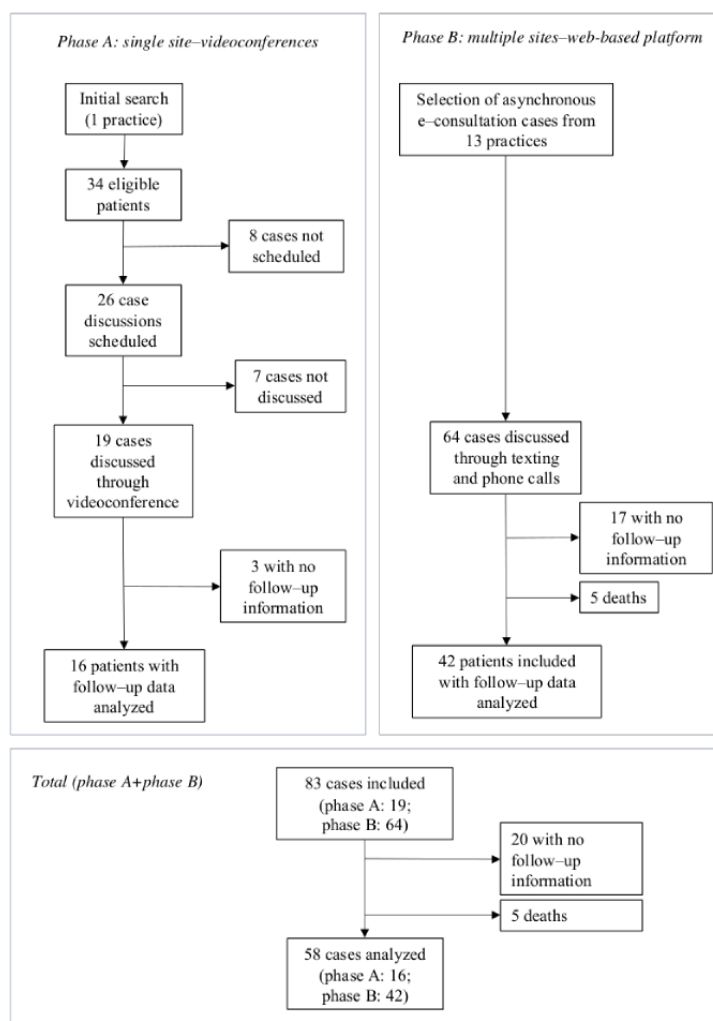 Phase A: single site–videoconferences
Initial search
(1 practice)
34 eligible
patients
8 cases not
scheduled
26 case
discussions
scheduled
7 cases not
discussed
19 cases
discussed
through
videoconference
3 with no
follow–up
information
16 patients with
follow–up data
analyzed
Phase B: multiple sites–web-based platform
Selection of asynchronous
e–consultation cases from
13 practices
64 cases discussed
through texting
and phone calls
17 with no
follow–up
information
5 deaths
42 patients included
with follow–up data
analyzed
Total (phase A+phase B)
83 cases included
(phase A: 19;
phase B: 64)
20 with no
follow–up
information
5 deaths
58 cases analyzed
(phase A: 16;
phase B: 42)